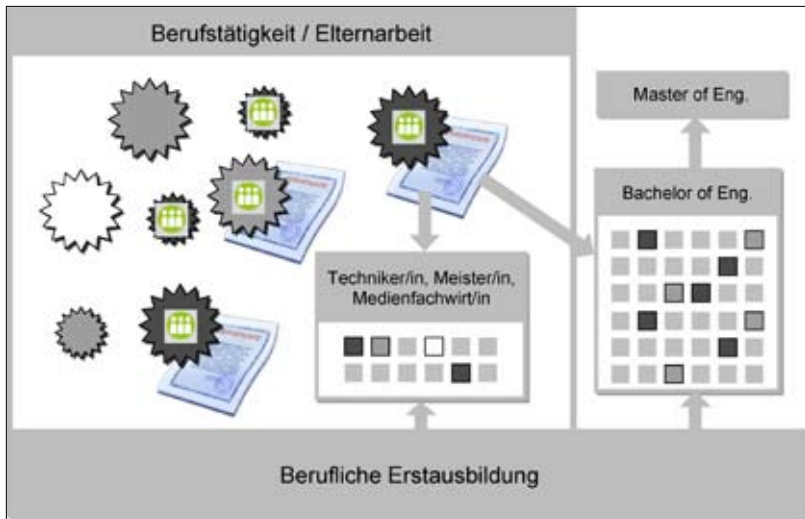 Berufstätigkeit / Elternarbeit
Master of Eng.
Bachelor of Eng.
Techniker/in, Meister/in,
Medienfachwirt/in
Berufliche Erstausbildung